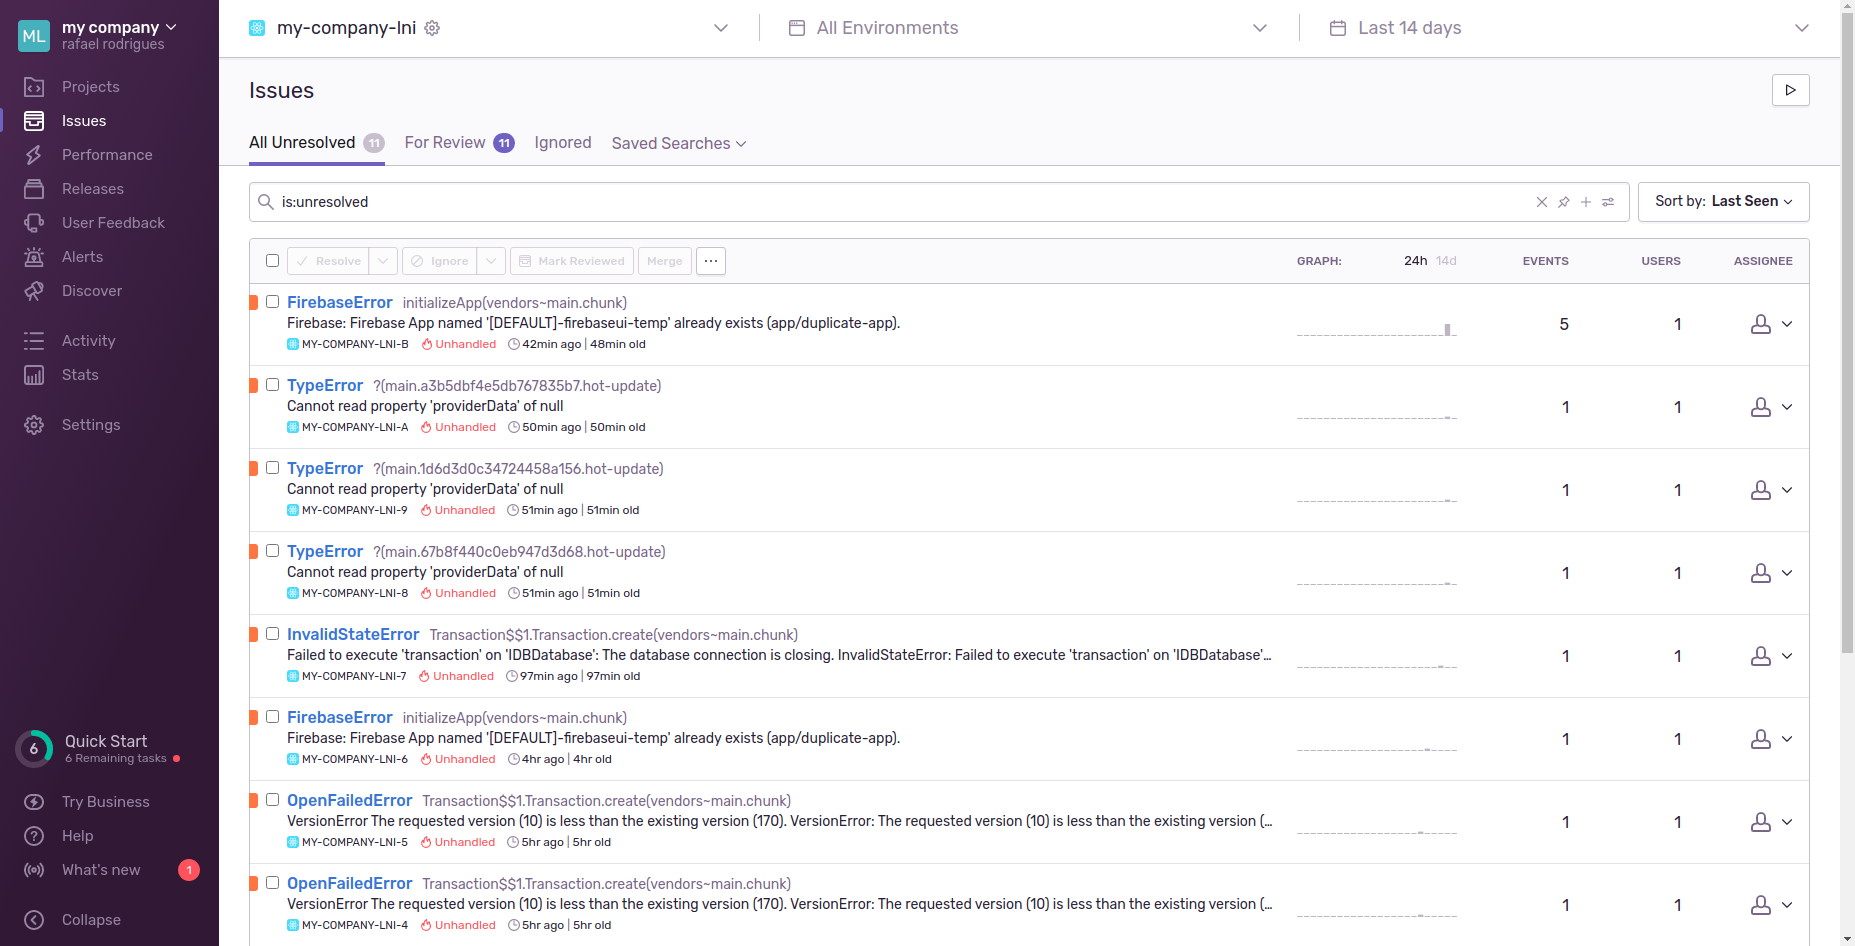 ML
my company
rafael rodrigues
Projects
Issues
Performance
Releases
User Feedback
Alerts
Discover
Activity
Stats
Settings
6
Quick Start
6 Remaining tasks
Try Business
Help
What's new 1
Collapse
my-company-lni
All Environments
Last 14 days
Issues
All Unresolved 11 For Review 11 Ignored Saved Searches
is:unresolved
Sort by: Last Seen
Resolve Ignore Mark Reviewed Merge ... GRAPH: 24h 14d EVENTS USERS ASSIGNEE
FirebaseError initializeApp(vendors~main.chunk)
Firebase: Firebase App named '[DEFAULT]-firebaseui-temp' already exists (app/duplicate-app).
MY-COMPANY-LNI-B Unhandled 42min ago | 48min old
5 1
TypeError ?(main.a3b5dbf4e5db767835b7.hot-update)
Cannot read property 'providerData' of null
MY-COMPANY-LNI-A Unhandled 50min ago | 50min old
1 1
TypeError ?(main.1d6d3d0c34724458a156.hot-update)
Cannot read property 'providerData' of null
MY-COMPANY-LNI-9 Unhandled 51min ago | 51min old
1 1
TypeError ?(main.67b8f440c0eb947d3d68.hot-update)
Cannot read property 'providerData' of null
MY-COMPANY-LNI-8 Unhandled 51min ago | 51min old
1 1
InvalidStateError Transaction$$1.Transaction.create(vendors~main.chunk)
Failed to execute 'transaction' on 'IDBDatabase': The database connection is closing. InvalidStateError: Failed to execute 'transaction' on 'IDBDatabase'...
MY-COMPANY-LNI-7 Unhandled 97min ago | 97min old
1 1
FirebaseError initializeApp(vendors~main.chunk)
Firebase: Firebase App named '[DEFAULT]-firebaseui-temp' already exists (app/duplicate-app).
MY-COMPANY-LNI-6 Unhandled 4hr ago | 4hr old
1 1
OpenFailedError Transaction$$1.Transaction.create(vendors~main.chunk)
VersionError The requested version (10) is less than the existing version (170). VersionError: The requested version (10) is less than the existing version (...
MY-COMPANY-LNI-5 Unhandled 5hr ago | 5hr old
1 1
OpenFailedError Transaction$$1.Transaction.create(vendors~main.chunk)
VersionError The requested version (10) is less than the existing version (170). VersionError: The requested version (10) is less than the existing version (...
MY-COMPANY-LNI-4 Unhandled 5hr ago | 5hr old
1 1